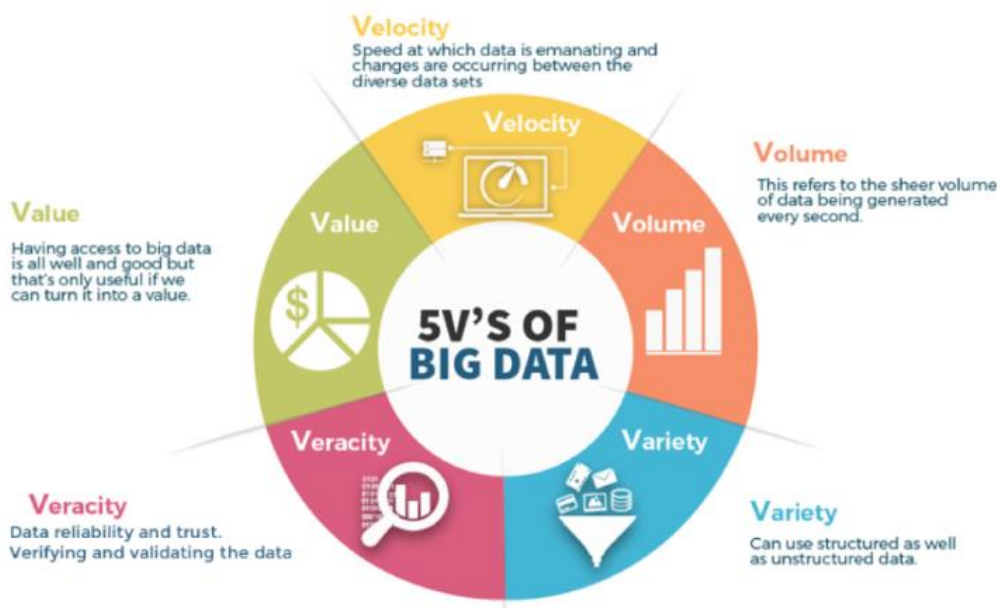 Velocity
Speed at which data is emanating and
changes are occurring between the
diverse data sets
Velocity
Volume
This refers to the sheer volume
of data being generated
every second.
Volume
Value
Having access to big data
is all well and good but
that's only useful if we
can turn it into a value.
Value
$
5V'S OF
BIG DATA
Veracity
Variety
Veracity
Data reliability and trust.
Verifying and validating the data
Variety
Can use structured as well
as unstructured data.